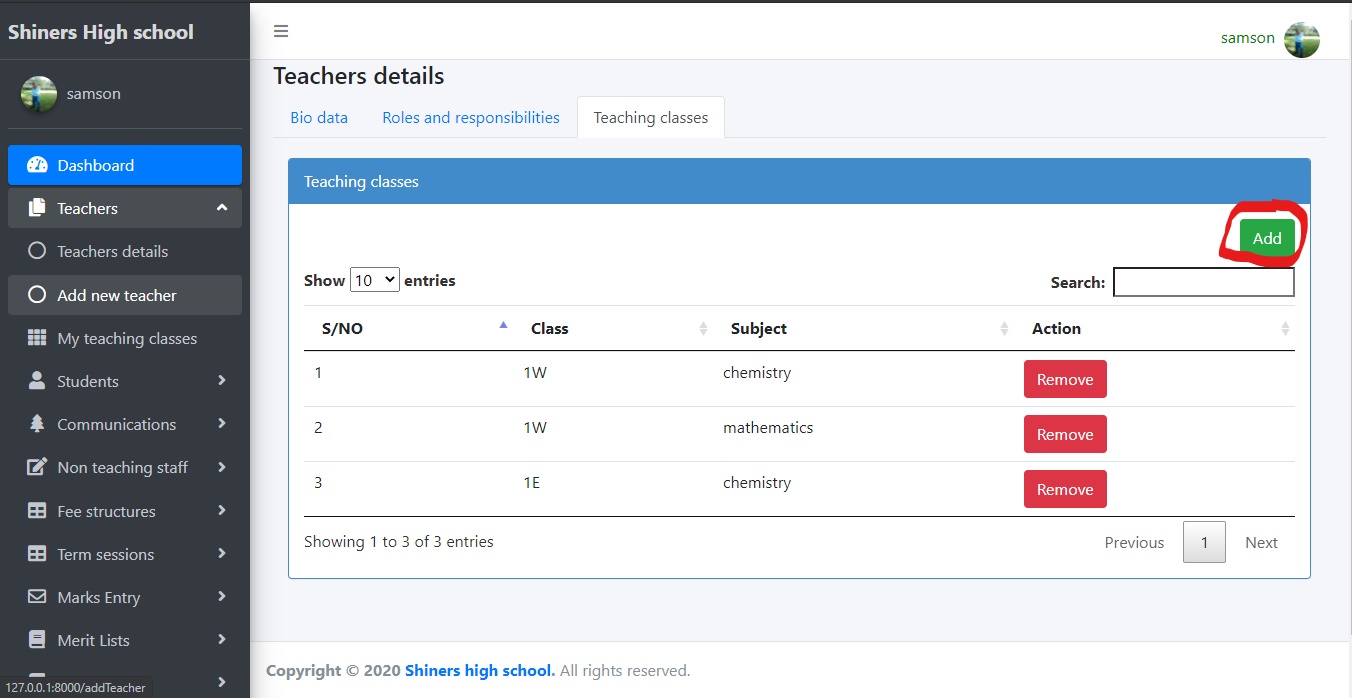 Shiners High school
samson
samson
Dashboard
Teachers
Teachers details
Add new teacher
My teaching classes
Students
Communications
Non teaching staff
Fee structures
Term sessions
Marks Entry
Merit Lists
127.0.0.1:8000/addTeacher
Teachers details
Bio data Roles and responsibilities Teaching classes
Teaching classes
Add
Show 10 entries Search:
S/NO Class Subject Action
1 1W chemistry Remove
2 1W mathematics Remove
3 1E chemistry Remove
Showing 1 to 3 of 3 entries Previous 1 Next
Copyright © 2020 Shiners high school. All rights reserved.